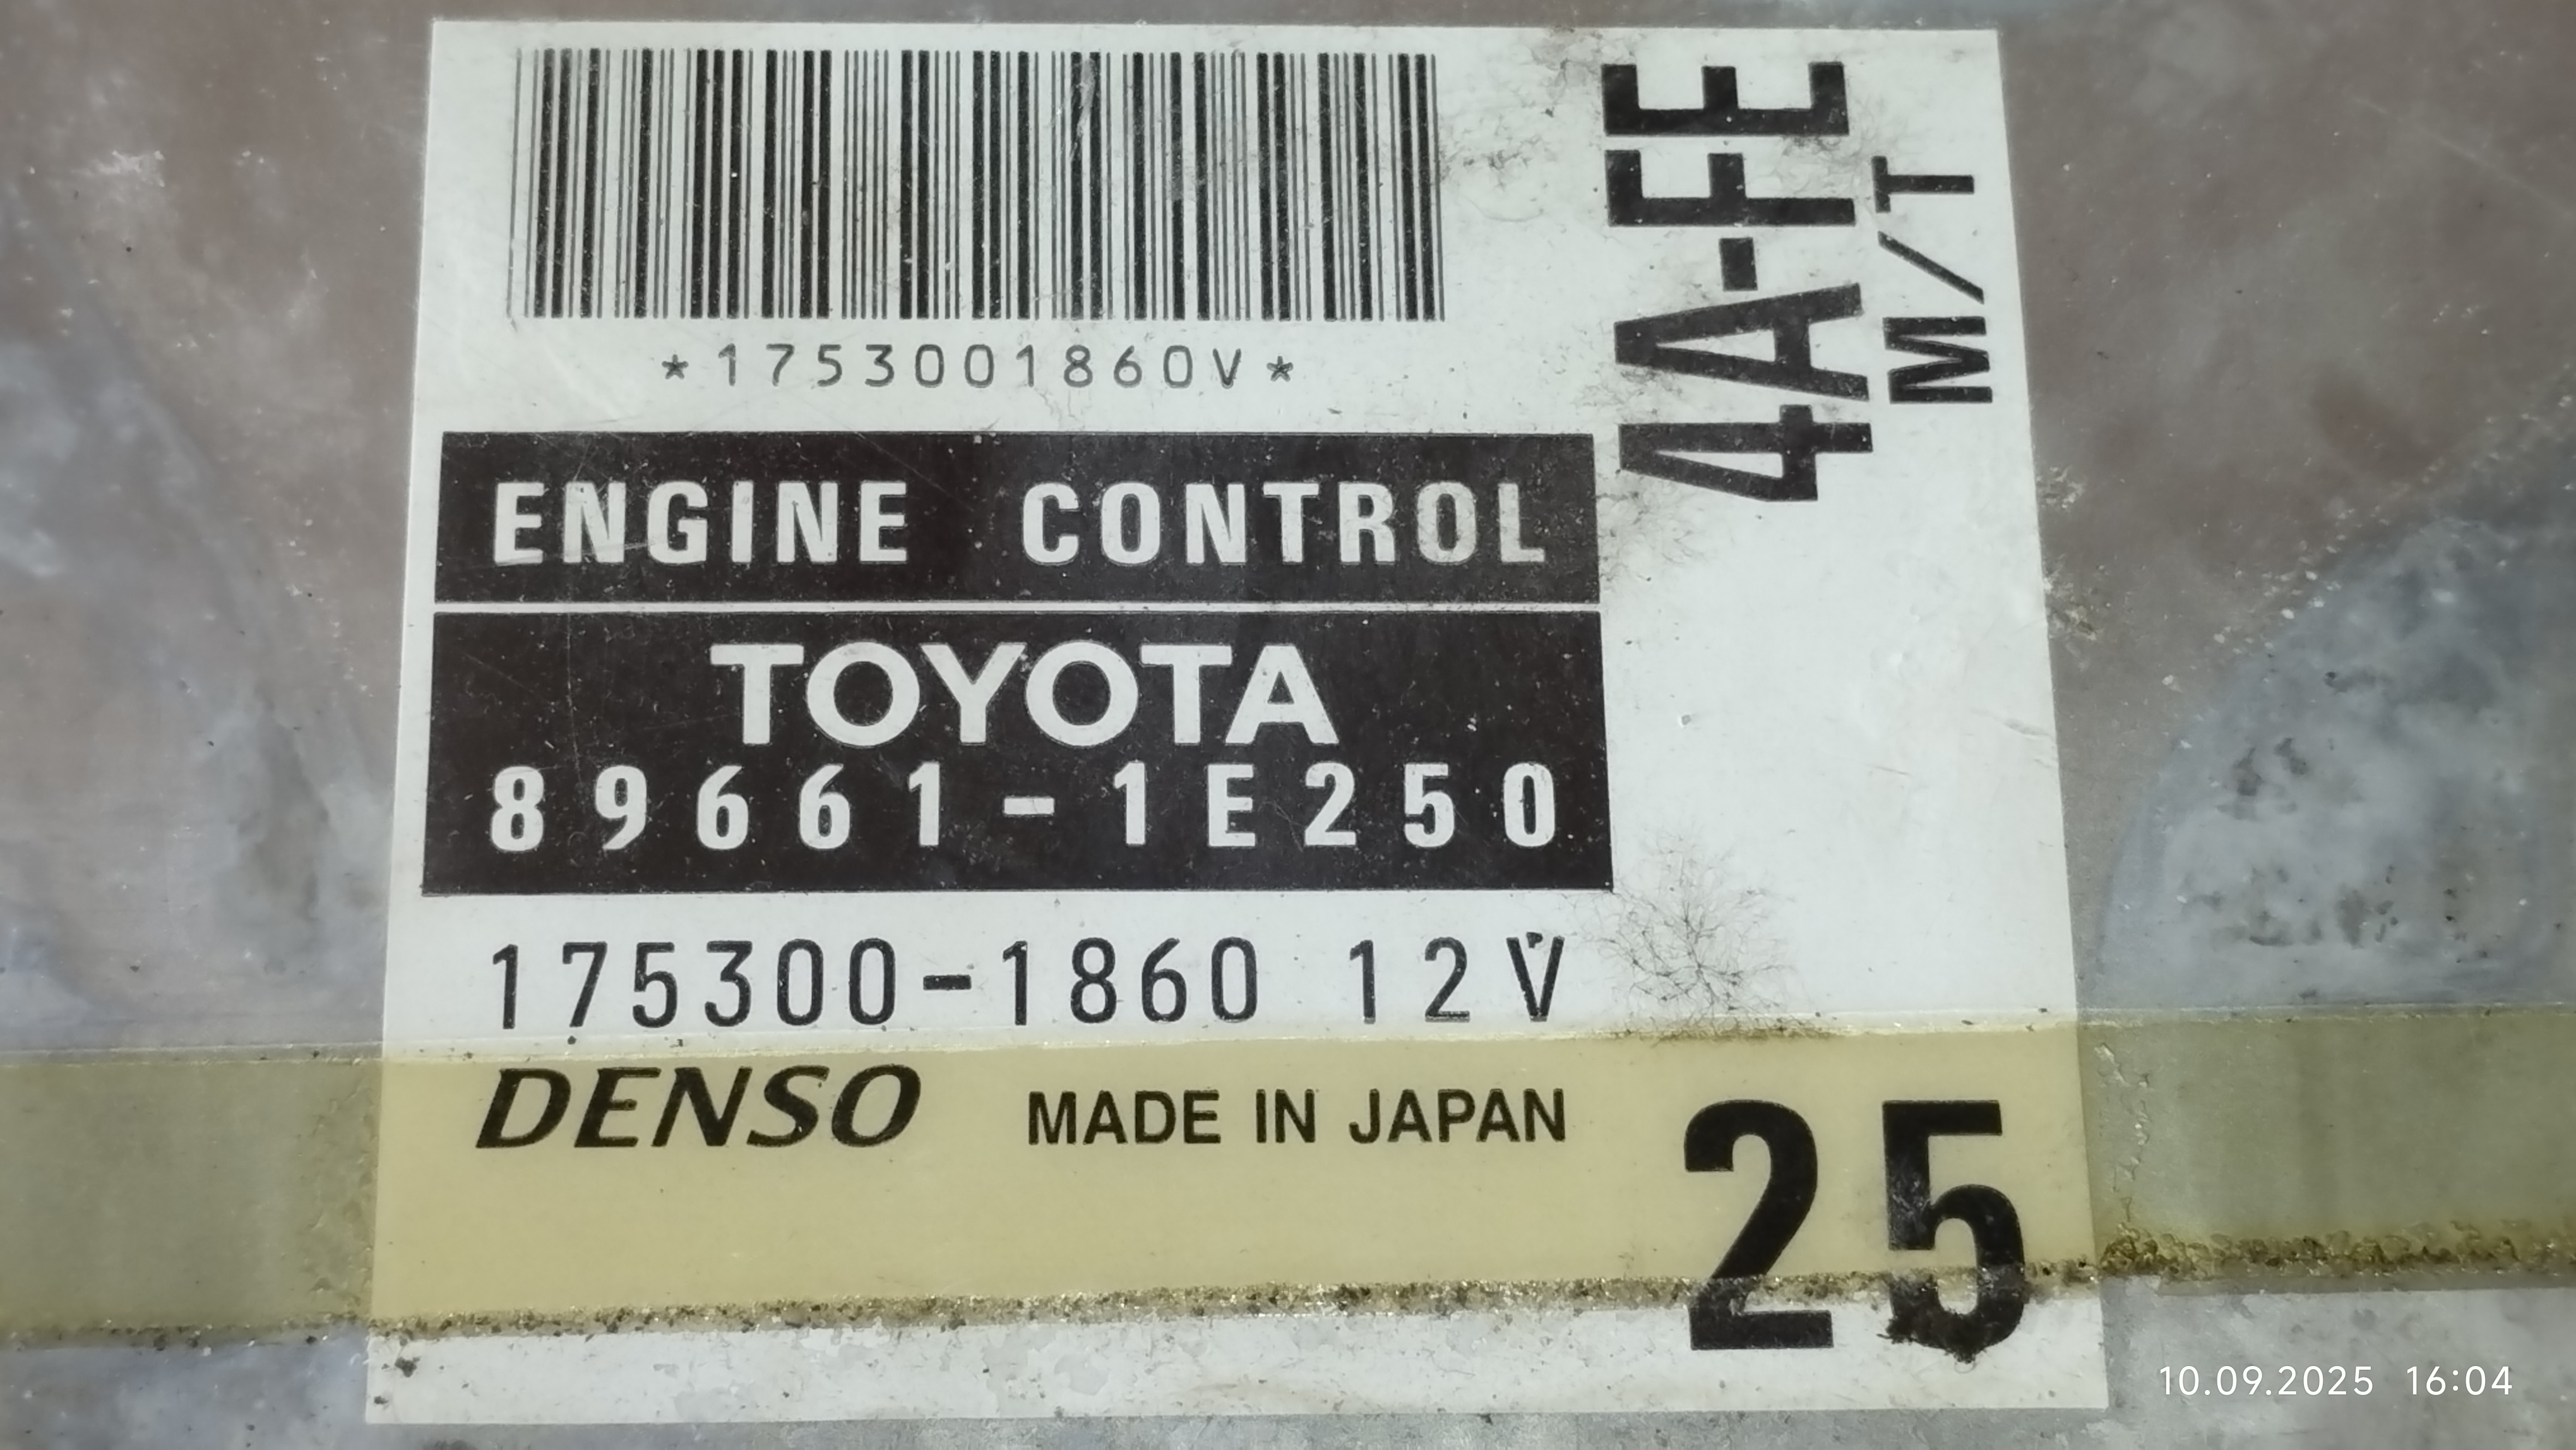 *1753001860V*
4A-FE
M/T
ENGINE CONTROL
TOYOTA
89661-1E250
175300-1860 12V
DENSO MADE IN JAPAN
25
10.09.2025 16:04